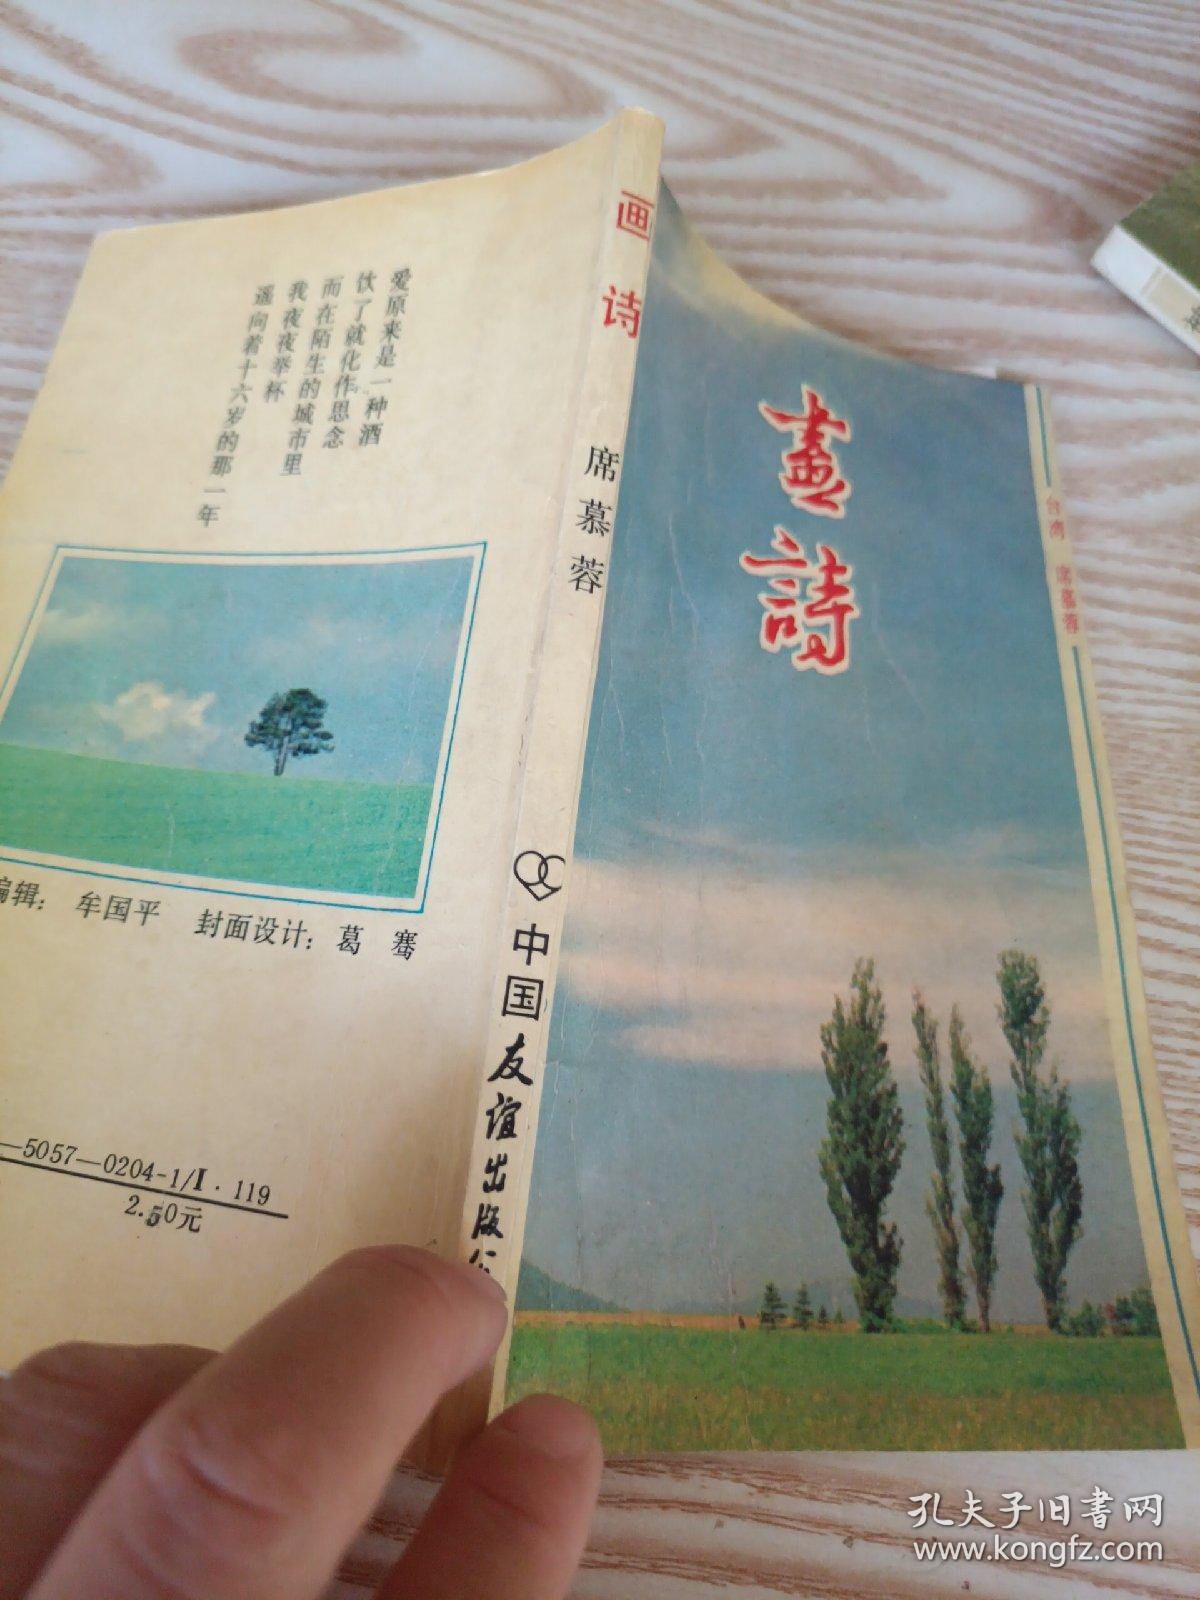 爱原来是一种酒
饮了就化作思念
而在陌生的城市里
我夜夜举杯
遥向着十六岁的那一年
编辑： 牟国平 封面设计：葛 骞
—5057—0204-1/I·119
2.50元
画诗
席慕蓉
中国友谊出版公
畫詩
台湾 席慕蓉
孔夫子旧书网
www.kongfz.com